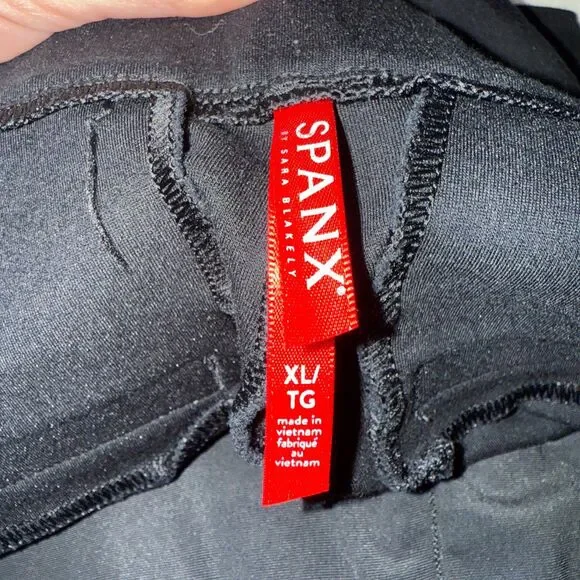 SPANX®
BY SARA BLAKELY
XL/
TG
made in
vietnam
fabriqué
au
vietnam